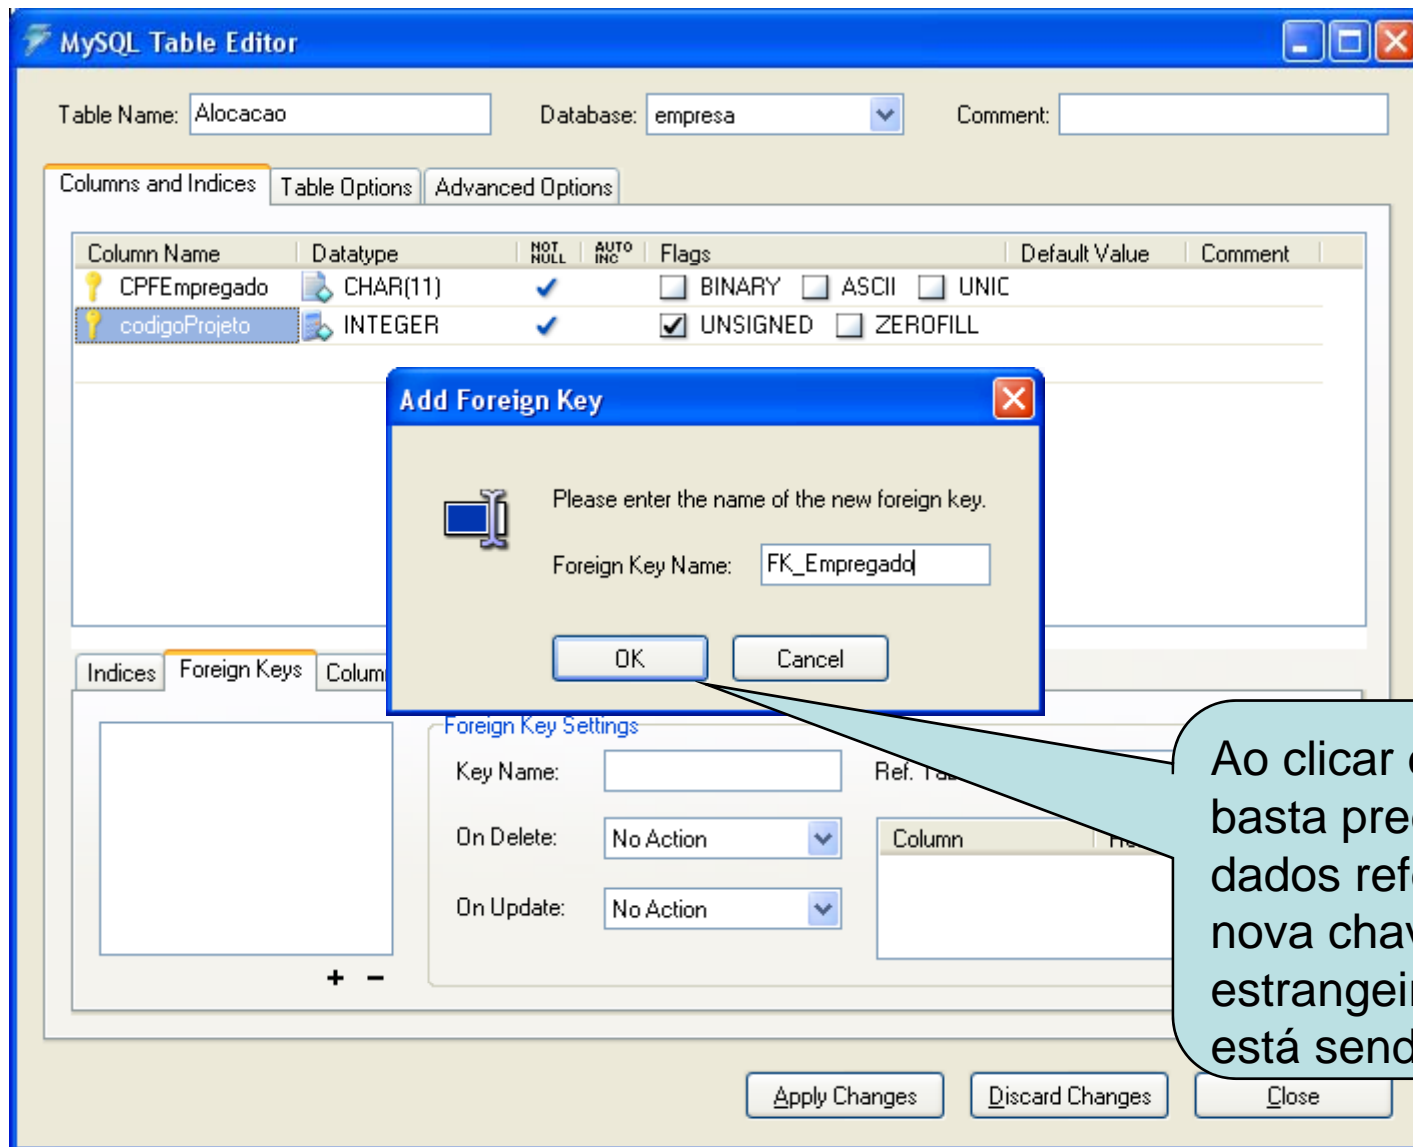 MySQL Table Editor
Table Name: Alocacao Database: empresa Comment:
Columns and Indices Table Options Advanced Options
Column Name Datatype NOT NULL AUTO INC Flags Default Value Comment
CPFEmpregado CHAR(11) BINARY ASCII UNIC
codigoProjeto INTEGER UNSIGNED ZEROFILL
Add Foreign Key
Please enter the name of the new foreign key.
Foreign Key Name: FK_Empregado
OK Cancel
Indices Foreign Keys Colum
Foreign Key Settings
Key Name: Ref. Tab
On Delete: No Action Column
On Update: No Action
+ -
Ao clicar
basta pre
dados ref
nova chav
estrangeir
está send
Apply Changes Discard Changes Close